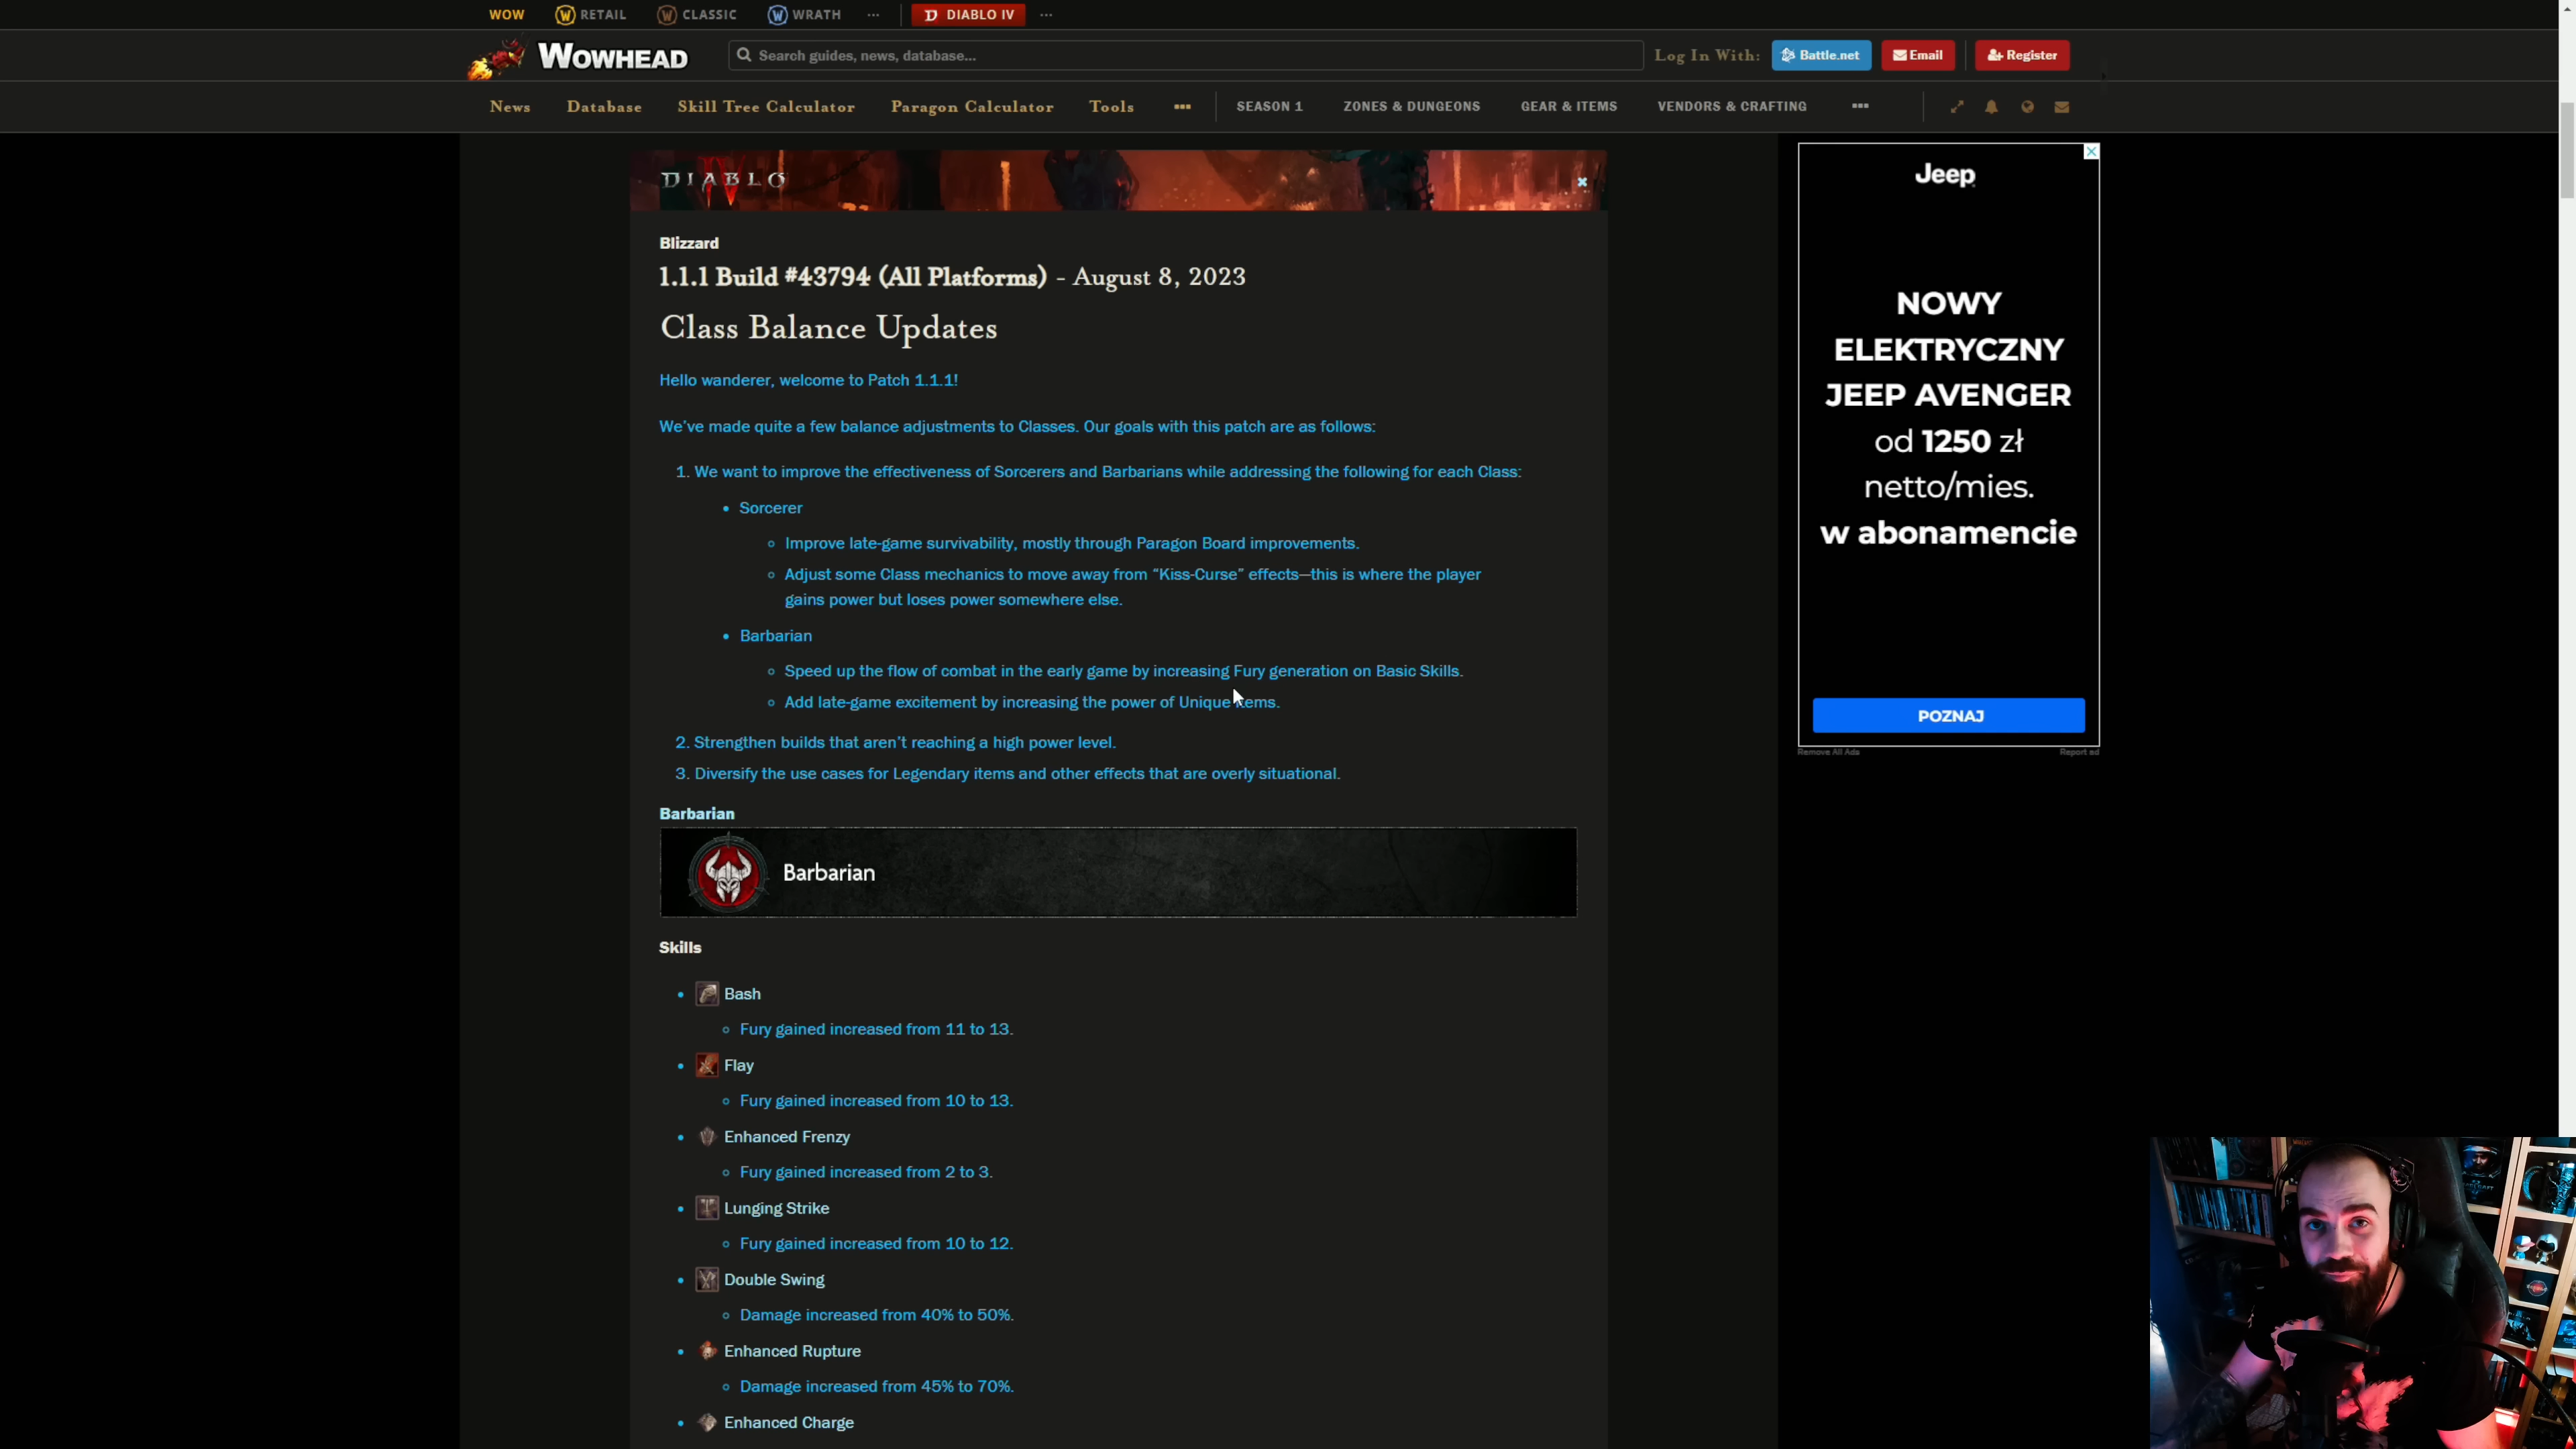 WOW RETAIL CLASSIC WRATH ··· DIABLO IV ···
WOWHEAD Search guides, news, database... Log In With: Battle.net Email Register
News Database Skill Tree Calculator Paragon Calculator Tools ··· SEASON 1 ZONES & DUNGEONS GEAR & ITEMS VENDORS & CRAFTING ···
DIABLO IV
Blizzard
1.1.1 Build #43794 (All Platforms) - August 8, 2023
Class Balance Updates
Hello wanderer, welcome to Patch 1.1.1!
We've made quite a few balance adjustments to Classes. Our goals with this patch are as follows:
1. We want to improve the effectiveness of Sorcerers and Barbarians while addressing the following for each Class:
• Sorcerer
Improve late-game survivability, mostly through Paragon Board improvements.
Adjust some Class mechanics to move away from “Kiss-Curse” effects—this is where the player
gains power but loses power somewhere else.
• Barbarian
Speed up the flow of combat in the early game by increasing Fury generation on Basic Skills.
Add late-game excitement by increasing the power of Unique items.
2. Strengthen builds that aren't reaching a high power level.
3. Diversify the use cases for Legendary items and other effects that are overly situational.
Barbarian
Barbarian
Skills
• Bash
Fury gained increased from 11 to 13.
• Flay
Fury gained increased from 10 to 13.
• Enhanced Frenzy
Fury gained increased from 2 to 3.
• Lunging Strike
Fury gained increased from 10 to 12.
• Double Swing
Damage increased from 40% to 50%.
• Enhanced Rupture
Damage increased from 45% to 70%.
• Enhanced Charge
Jeep
NOWY
ELEKTRYCZNY
JEEP AVENGER
od 1250 zł
netto/mies.
w abonamencie
POZNAJ
Remove All Ads Report ad